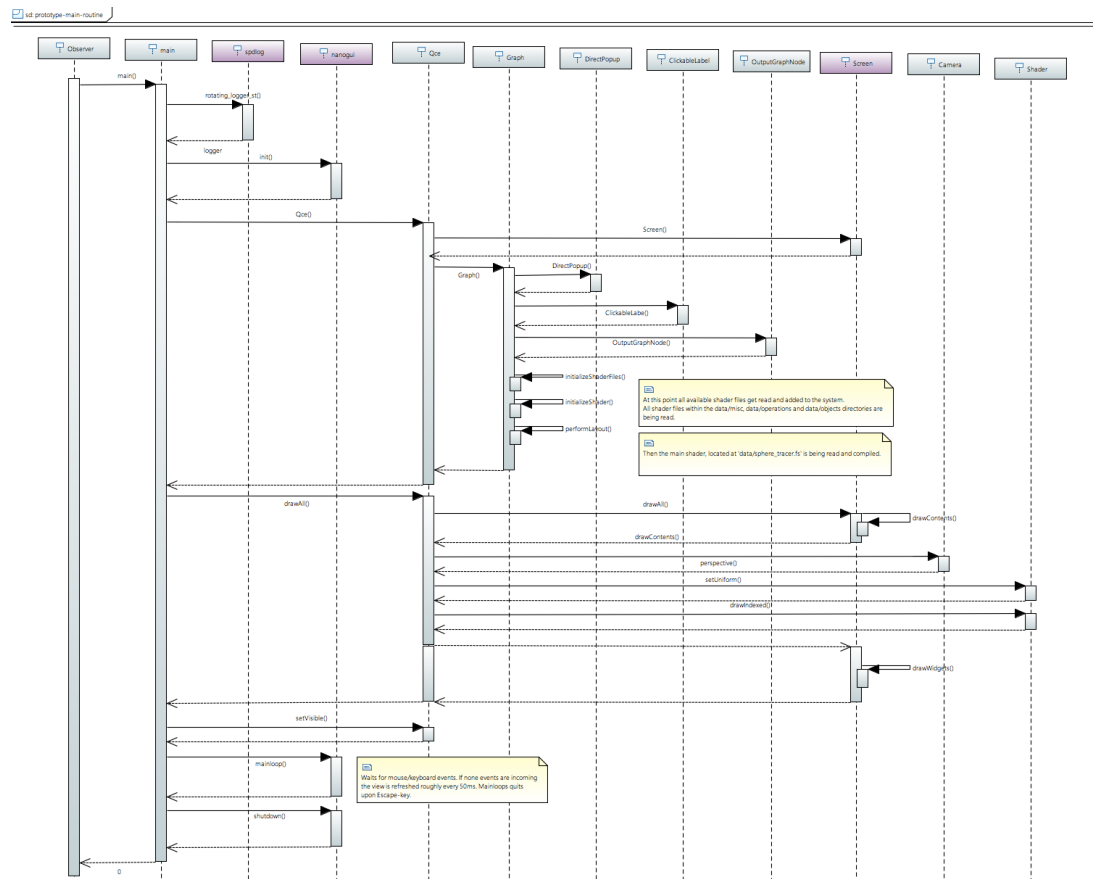 sd: prototype-main-routine
Observer
main
spdlog
nanogui
Qce
Graph
DirectPopup
ClickableLabel
OutputGraphNode
Screen
Camera
Shader
main()
rotating_logger_st()
logger
init()
Qce()
Screen()
Graph()
DirectPopup()
ClickableLabe()
OutputGraphNode()
initializeShaderFiles()
initializeShader()
performLayout()
At this point all available shader files get read and added to the system.
All shader files within the data/misc, data/operations and data/objects directories are
being read.
Then the main shader, located at 'data/sphere_tracer.fs' is being read and compiled.
drawAll()
drawAll()
drawContents()
drawContents()
perspective()
setUniform()
drawIndexed()
drawWidgets()
setVisible()
mainloop()
Waits for mouse/keyboard events. If none events are incoming
the view is refreshed roughly every 50ms. Mainloops quits
upon Escape-key.
shutdown()
0